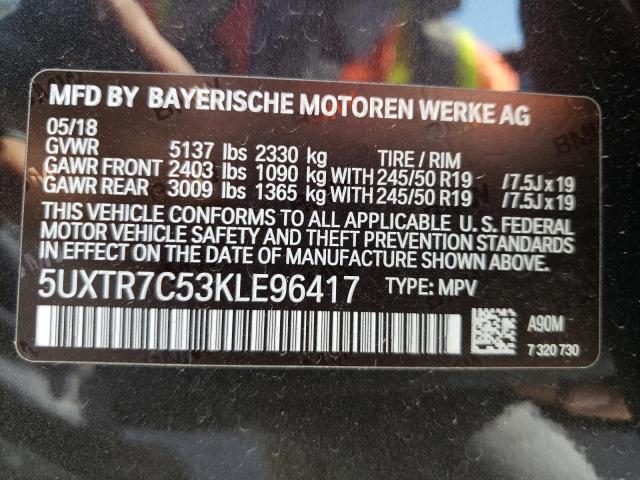 MFD BY BAYERISCHE MOTOREN WERKE AG
05/18
GVWR 5137 lbs 2330 kg TIRE / RIM
GAWR FRONT 2403 lbs 1090 kg WITH 245/50 R19 / 7.5J x 19
GAWR REAR 3009 lbs 1365 kg WITH 245/50 R19 / 7.5J x 19
THIS VEHICLE CONFORMS TO ALL APPLICABLE U. S. FEDERAL
MOTOR VEHICLE SAFETY AND THEFT PREVENTION STANDARDS
IN EFFECT ON THE DATE OF MANUFACTURE SHOWN ABOVE.
5UXTR7C53KLE96417 TYPE: MPV
A90M
7 320 730